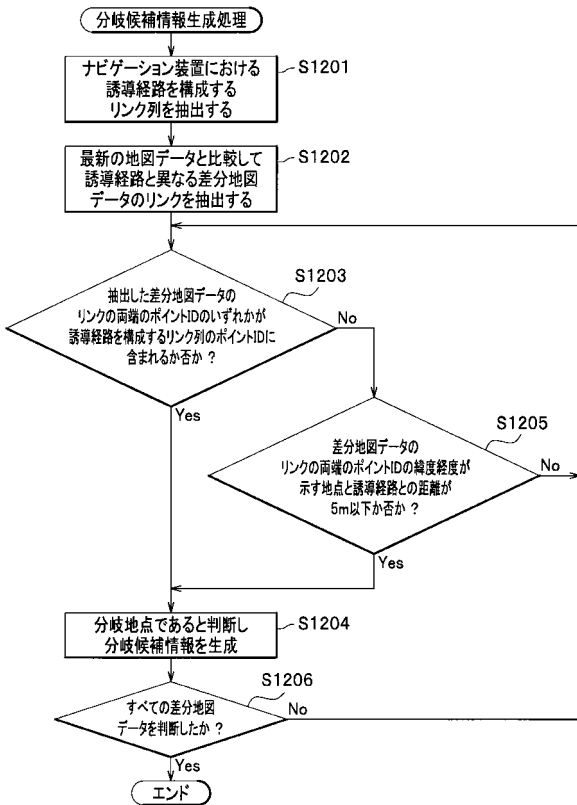 分岐候補情報生成処理
ナビゲーション装置における
誘導経路を構成する
リンク列を抽出する
S1201
最新の地図データと比較して
誘導経路と異なる差分地図
データのリンクを抽出する
S1202
抽出した差分地図データの
リンクの両端のポイントIDのいずれかが
誘導経路を構成するリンク列のポイントIDに
含まれるか否か ?
S1203
No
Yes
差分地図データの
リンクの両端のポイントIDの緯度経度が
示す地点と誘導経路との距離が
5m以下か否か ?
S1205
No
Yes
分岐地点であると判断し
分岐候補情報を生成
S1204
すべての差分地図
データを判断したか ?
S1206
No
Yes
エンド